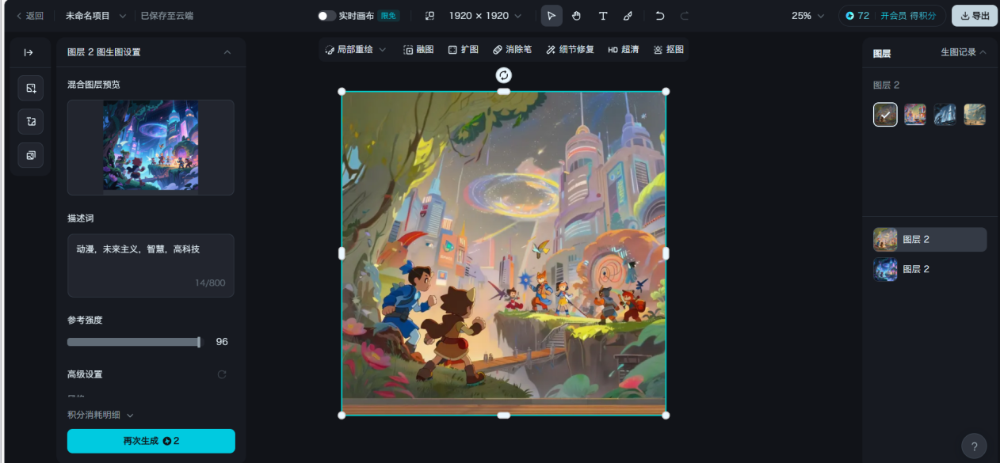 返回
未命名项目
已保存至云端
实时画布 限免
1920 × 1920
T
25%
72 开会员 得积分
导出
图层 2 图生图设置
混合图层预览
描述词
动漫，未来主义，智慧，高科技
14/800
参考强度
96
高级设置
积分消耗明细
再次生成 2
局部重绘
融图
扩图
消除笔
细节修复
HD 超清
抠图
图层
生图记录
图层 2
图层 2
图层 2
?